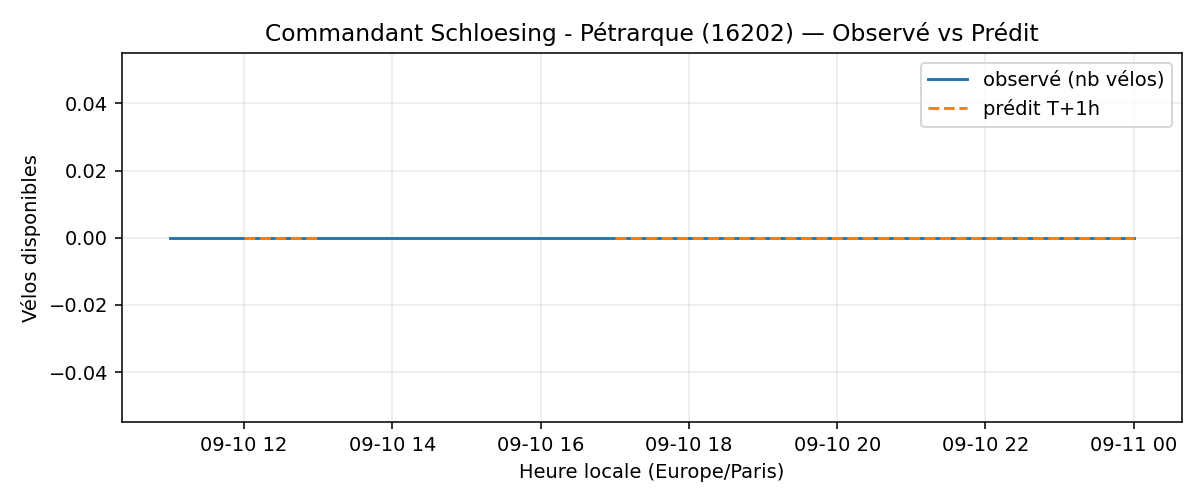 Commandant Schloesing - Pétrarque (16202) — Observé vs Prédit
observé (nb vélos)
prédit T+1h
Vélos disponibles
0.04
0.02
0.00
−0.02
−0.04
09-10 12
09-10 14
09-10 16
09-10 18
09-10 20
09-10 22
09-11 00
Heure locale (Europe/Paris)